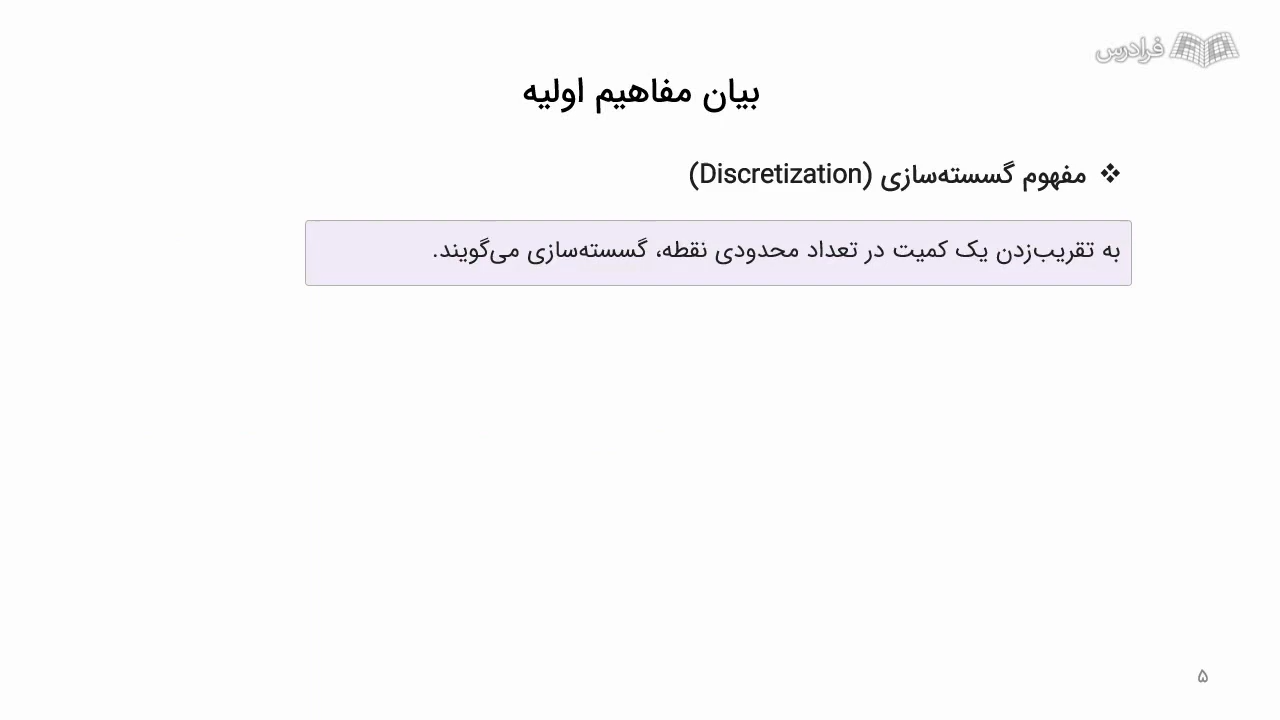 فرادرس
بیان مفاهیم اولیه
❖ مفهوم گسسته‌سازی (Discretization)
به تقریب‌زدن یک کمیت در تعداد محدودی نقطه، گسسته‌سازی می‌گویند.
۵